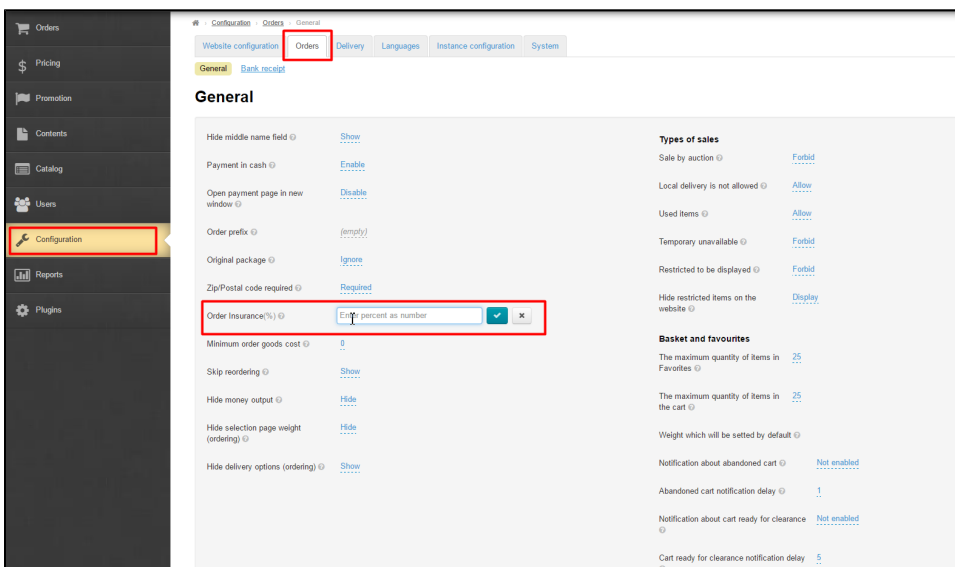 Orders
Pricing
Promotion
Contents
Catalog
Users
Configuration
Reports
Plugins
Configuration Orders General
Website configuration Orders Delivery Languages Instance configuration System
General Bank receipt
General
Hide middle name field Show
Payment in cash Enable
Open payment page in new
window
Disable
Order prefix (empty)
Original package Ignore
Zip/Postal code required Required
Order Insurance(%) Enter percent as number
Minimum order goods cost 0
Skip reordering Show
Hide money output Hide
Hide selection page weight
(ordering)
Hide
Hide delivery options (ordering) Show
Types of sales
Sale by auction Forbid
Local delivery is not allowed Allow
Used items Allow
Temporary unavailable Forbid
Restricted to be displayed Forbid
Hide restricted items on the
website
Display
Basket and favourites
The maximum quantity of items in
Favorites
25
The maximum quantity of items in
the cart
25
Weight which will be setted by default
Notification about abandoned cart Not enabled
Abandoned cart notification delay 1
Notification about cart ready for clearance Not enabled
Cart ready for clearance notification delay 5